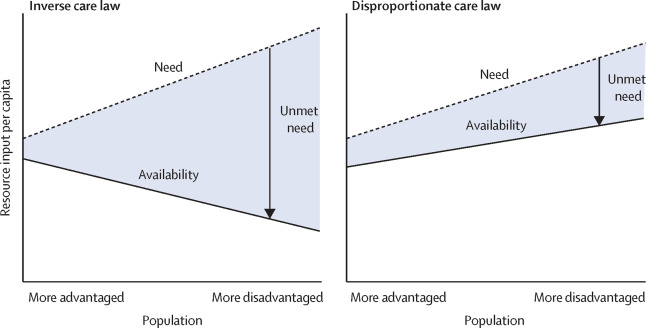 Inverse care law
Disproportionate care law
Resource input per capita
Need
Unmet
need
Availability
More advantaged
More disadvantaged
Population
Need
Unmet
need
Availability
More advantaged
More disadvantaged
Population